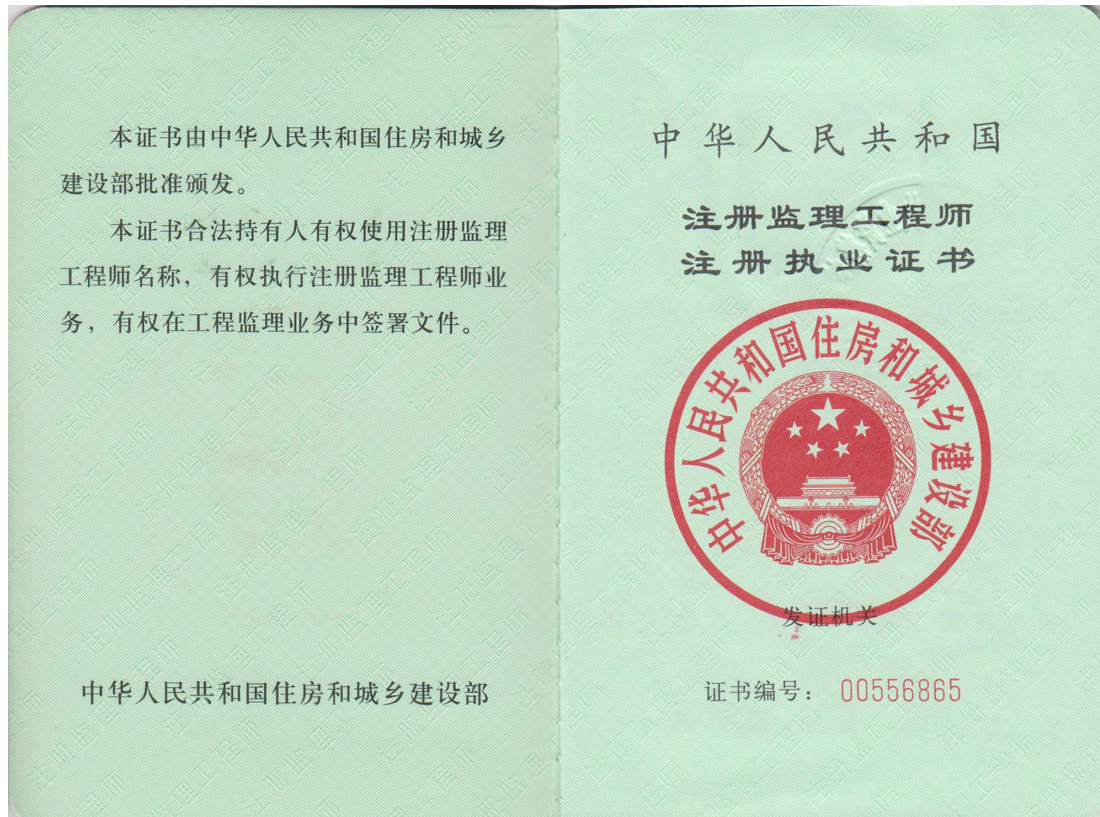 本证书由中华人民共和国住房和城乡
建设部批准颁发。
本证书合法持有人有权使用注册监理
工程师名称，有权执行注册监理工程师业
务，有权在工程监理业务中签署文件。
中华人民共和国住房和城乡建设部
中华人民共和国
注册监理工程师
注册执业证书
中华人民共和国住房和城乡建设部
发证机关
证书编号：00556865